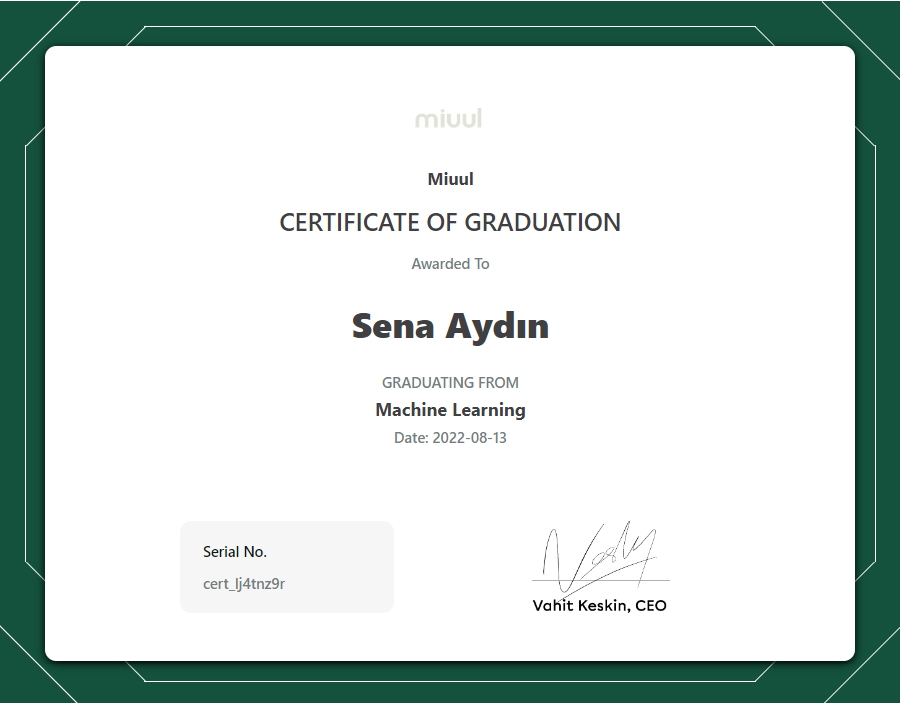 miuul
Miuul
CERTIFICATE OF GRADUATION
Awarded To
Sena Aydın
GRADUATING FROM
Machine Learning
Date: 2022-08-13
Serial No.
cert_lj4tnz9r
Vahit Keskin, CEO